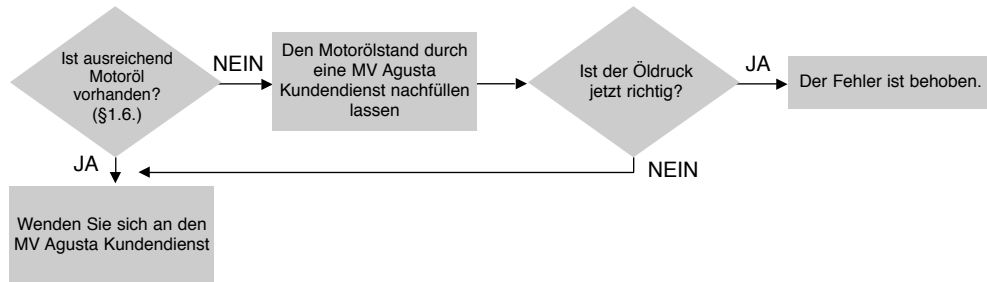 Ist ausreichend
Motoröl
vorhanden?
(§1.6.)
NEIN
Den Motorölstand durch
eine MV Agusta
Kundendienst nachfüllen
lassen
Ist der Öldruck
jetzt richtig?
JA
Der Fehler ist behoben.
JA
NEIN
Wenden Sie sich an den
MV Agusta Kundendienst